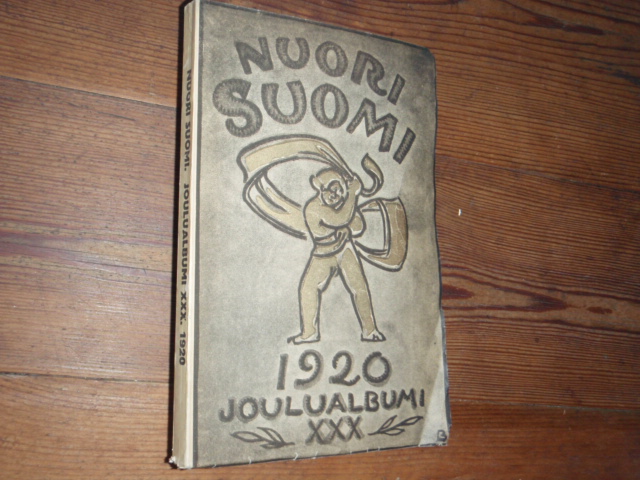 NUORI
SUOMI
1920
JOULUALBUMI
XXX
B
NUORI SUOMI. JOULUALBUMI XXX. 1920